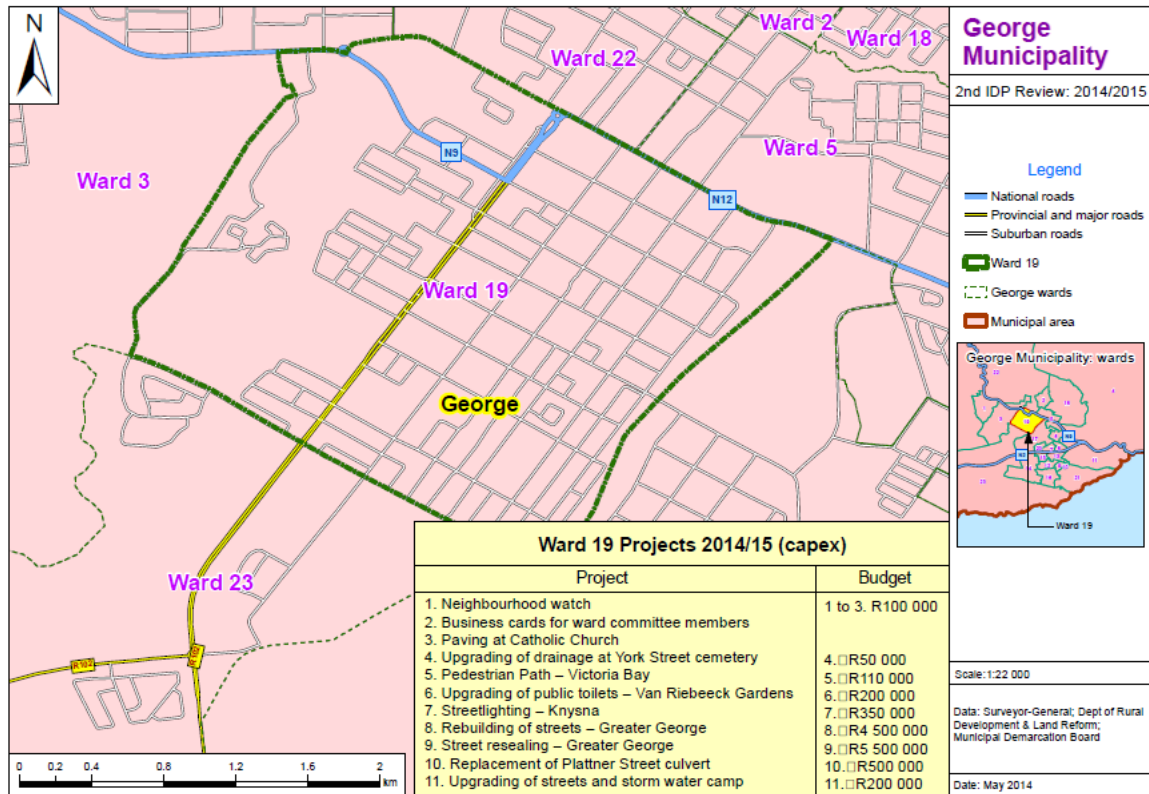 N
Ward 2
Ward 18
Ward 22
Ward 5
N9
Ward 3
N12
Ward 19
George
Ward 23
R102
R102
0 0.2 0.4 0.8 1.2 1.6 2
km
Ward 19 Projects 2014/15 (capex)
Project Budget
1. Neighbourhood watch 1 to 3. R100 000
2. Business cards for ward committee members
3. Paving at Catholic Church
4. Upgrading of drainage at York Street cemetery 4.□R50 000
5. Pedestrian Path – Victoria Bay 5.□R110 000
6. Upgrading of public toilets – Van Riebeeck Gardens 6.□R200 000
7. Streetlighting – Knysna 7.□R350 000
8. Rebuilding of streets – Greater George 8.□R4 500 000
9. Street resealing – Greater George 9.□R5 500 000
10. Replacement of Plattner Street culvert 10.□R500 000
11. Upgrading of streets and storm water camp 11.□R200 000
George
Municipality
2nd IDP Review: 2014/2015
Legend
National roads
Provincial and major roads
Suburban roads
Ward 19
George wards
Municipal area
George Municipality: wards
Ward 19
Scale:1:22 000
Data: Surveyor-General; Dept of Rural
Development & Land Reform;
Municipal Demarcation Board
Date: May 2014